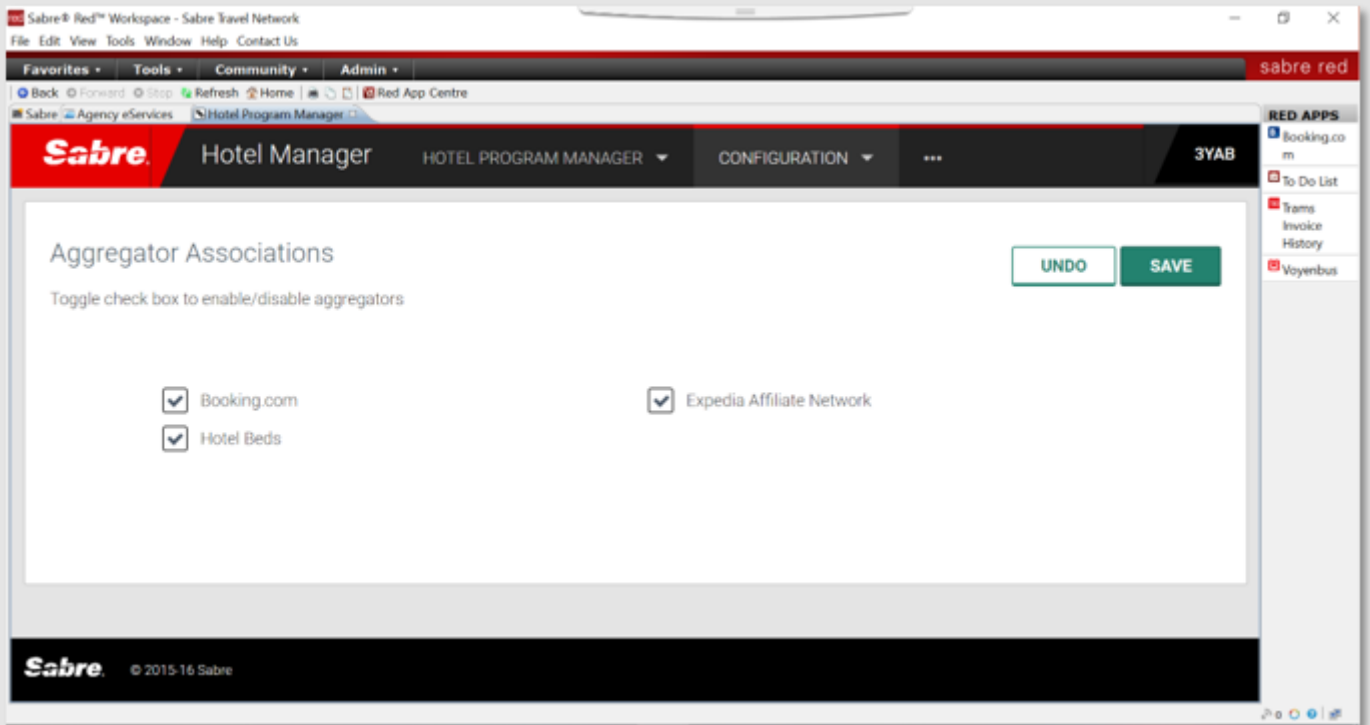 red Sabre® Red™ Workspace - Sabre Travel Network
File Edit View Tools Window Help Contact Us
Favorites Tools Community Admin
sabre red
Back Forward Stop Refresh Home Red App Centre
Sabre Agency eServices Hotel Program Manager
RED APPS
Booking.co
m
To Do List
Trams
Invoice
History
Voyenbus
Sabre. Hotel Manager HOTEL PROGRAM MANAGER CONFIGURATION ••• 3YAB
Aggregator Associations
UNDO SAVE
Toggle check box to enable/disable aggregators
Booking.com Expedia Affiliate Network
Hotel Beds
Sabre. © 2015-16 Sabre
0